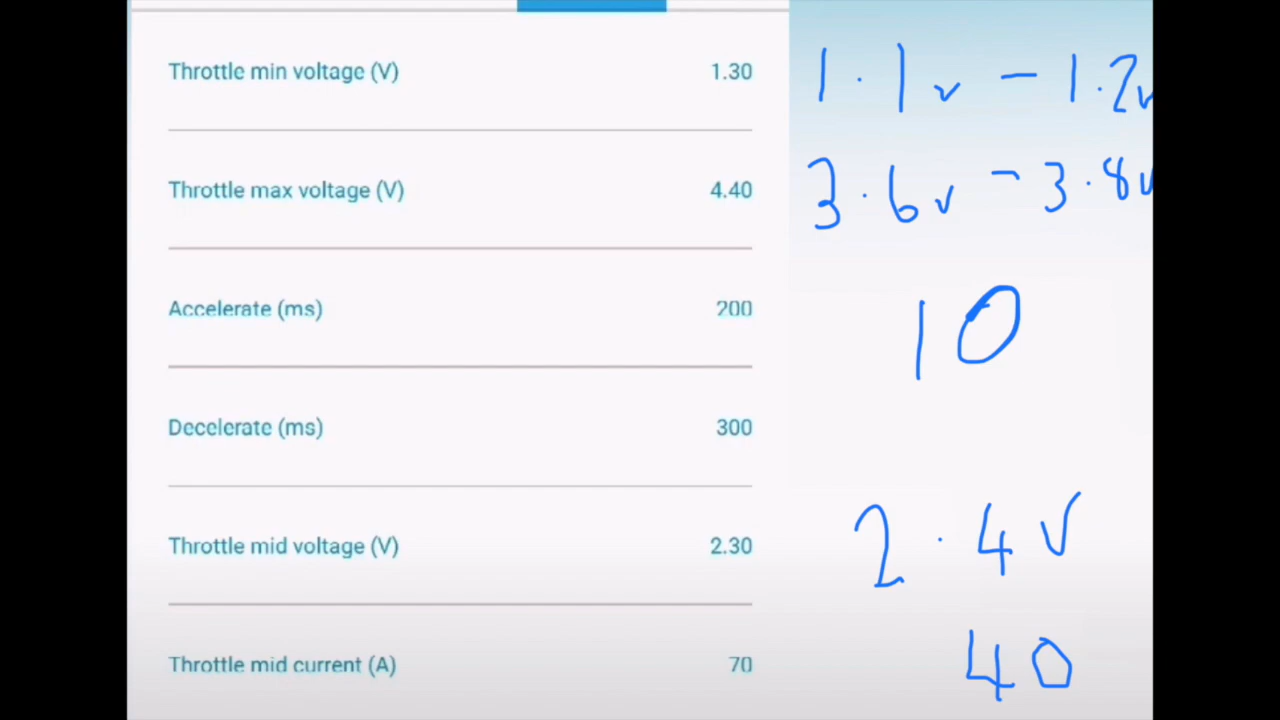 Throttle min voltage (V) 1.30 1.1v - 1.2v
Throttle max voltage (V) 4.40 3.6v - 3.8v
Accelerate (ms) 200 10
Decelerate (ms) 300
Throttle mid voltage (V) 2.30 2.4v
Throttle mid current (A) 70 40